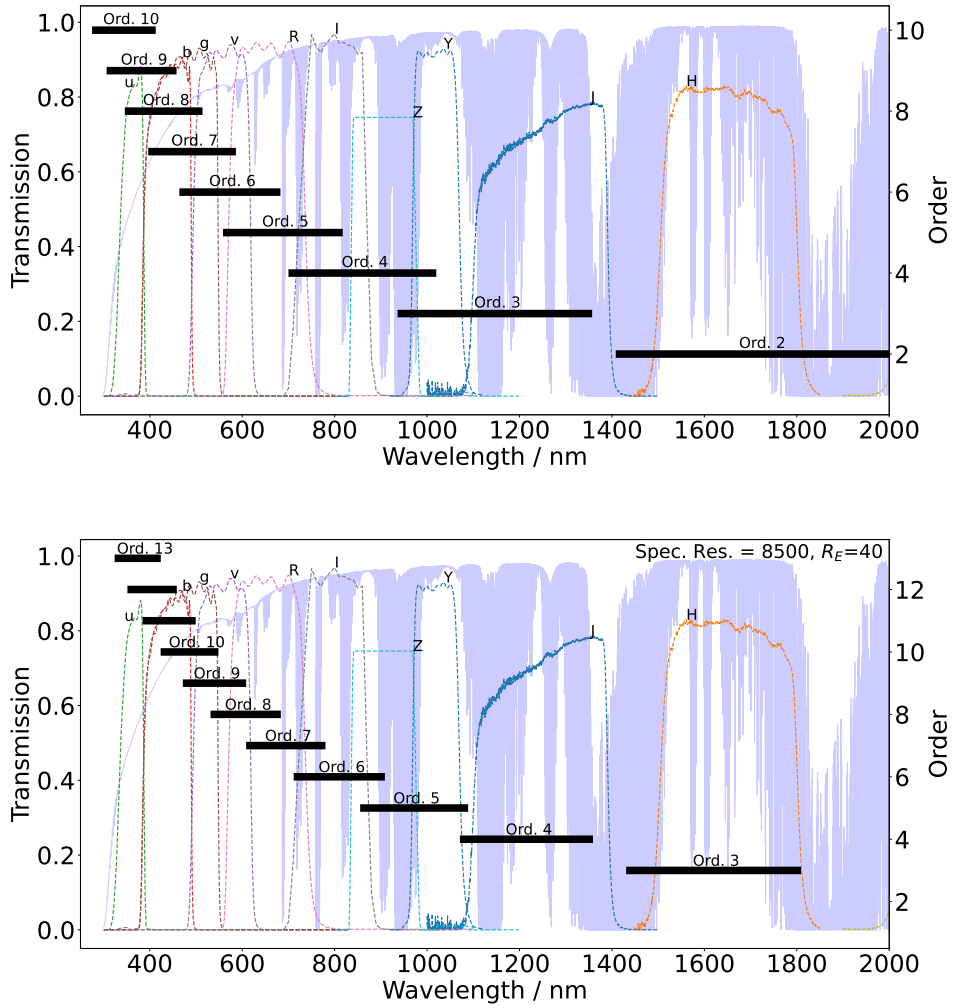 1.0
0.8
0.6
0.4
0.2
0.0
Transmission
10
8
6
4
2
Order
Ord. 10
Ord. 9
Ord. 8
Ord. 7
Ord. 6
Ord. 5
Ord. 4
Ord. 3
Ord. 2
u
b
g
v
R
I
Z
Y
J
H
400 600 800 1000 1200 1400 1600 1800 2000
Wavelength / nm
Spec. Res. = 8500, R_E=40
1.0
0.8
0.6
0.4
0.2
0.0
Transmission
12
10
8
6
4
2
Order
Ord. 13
Ord. 10
Ord. 9
Ord. 8
Ord. 7
Ord. 6
Ord. 5
Ord. 4
Ord. 3
u
b
g
v
R
I
Z
Y
J
H
400 600 800 1000 1200 1400 1600 1800 2000
Wavelength / nm